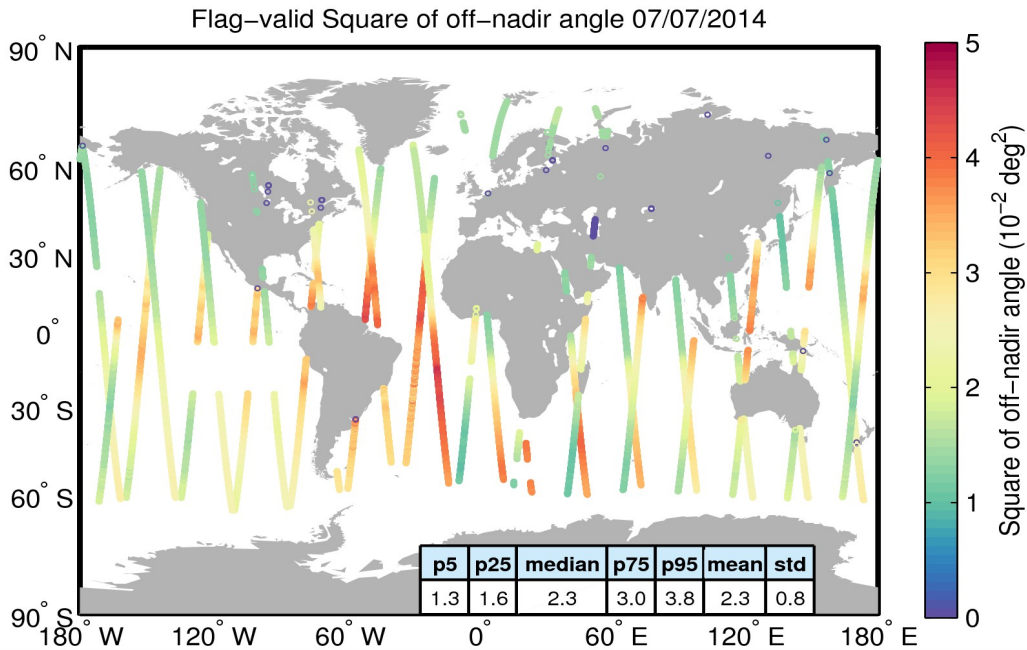 Flag−valid Square of off−nadir angle 07/07/2014
90° N
60° N
30° N
0°
30° S
60° S
90° S
180° W
120° W
60° W
0°
60° E
120° E
180° E
p5 p25 median p75 p95 mean std
1.3 1.6 2.3 3.0 3.8 2.3 0.8
5
4
3
2
1
0
Square of off−nadir angle (10⁻² deg²)